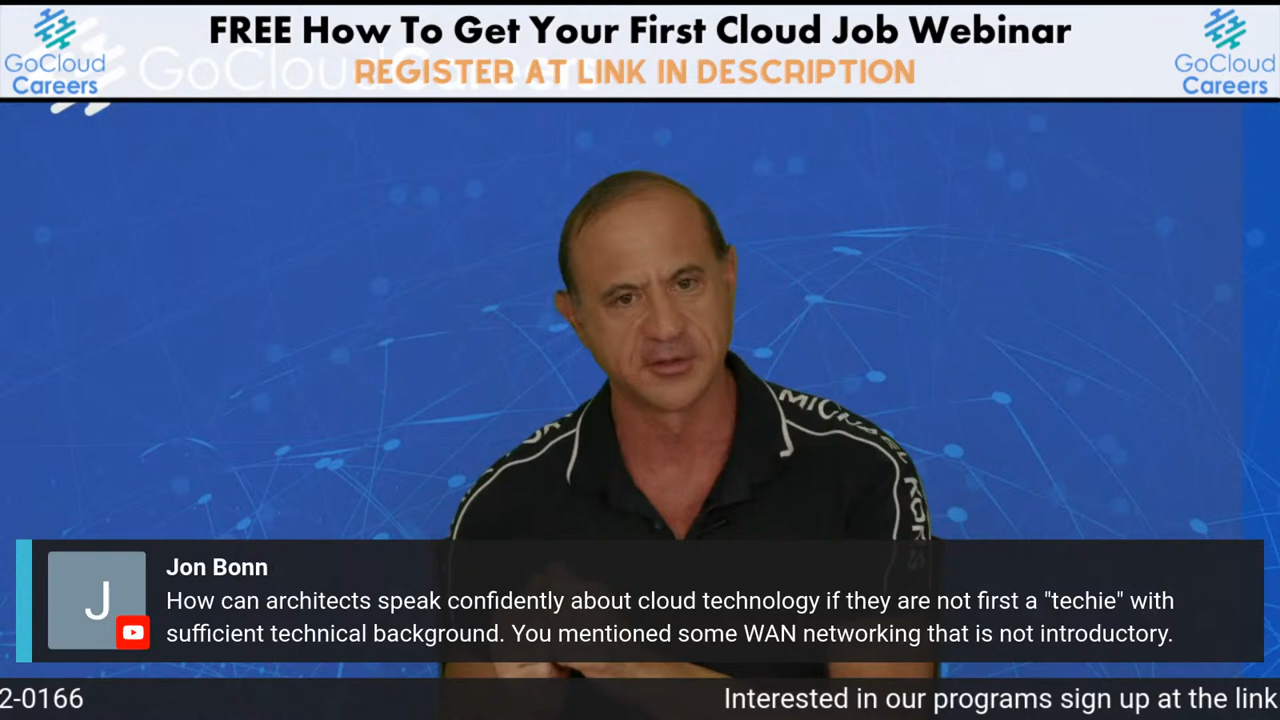 FREE How To Get Your First Cloud Job Webinar
REGISTER AT LINK IN DESCRIPTION
GoCloud
Careers
GoCloud
Careers
GoCloud
MICHAEL KORS
Jon Bonn
J
How can architects speak confidently about cloud technology if they are not first a "techie" with
sufficient technical background. You mentioned some WAN networking that is not introductory.
2-0166
Interested in our programs sign up at the link